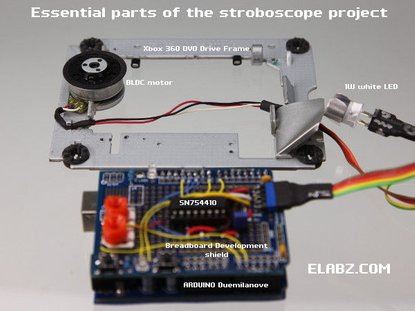 Essential parts of the stroboscope project
Xbox 360 DVD Drive Frame
BLDC motor
1W white LED
SN754410
Breadboard Development
shield
ELABZ.COM
ARDUINO Duemilanove